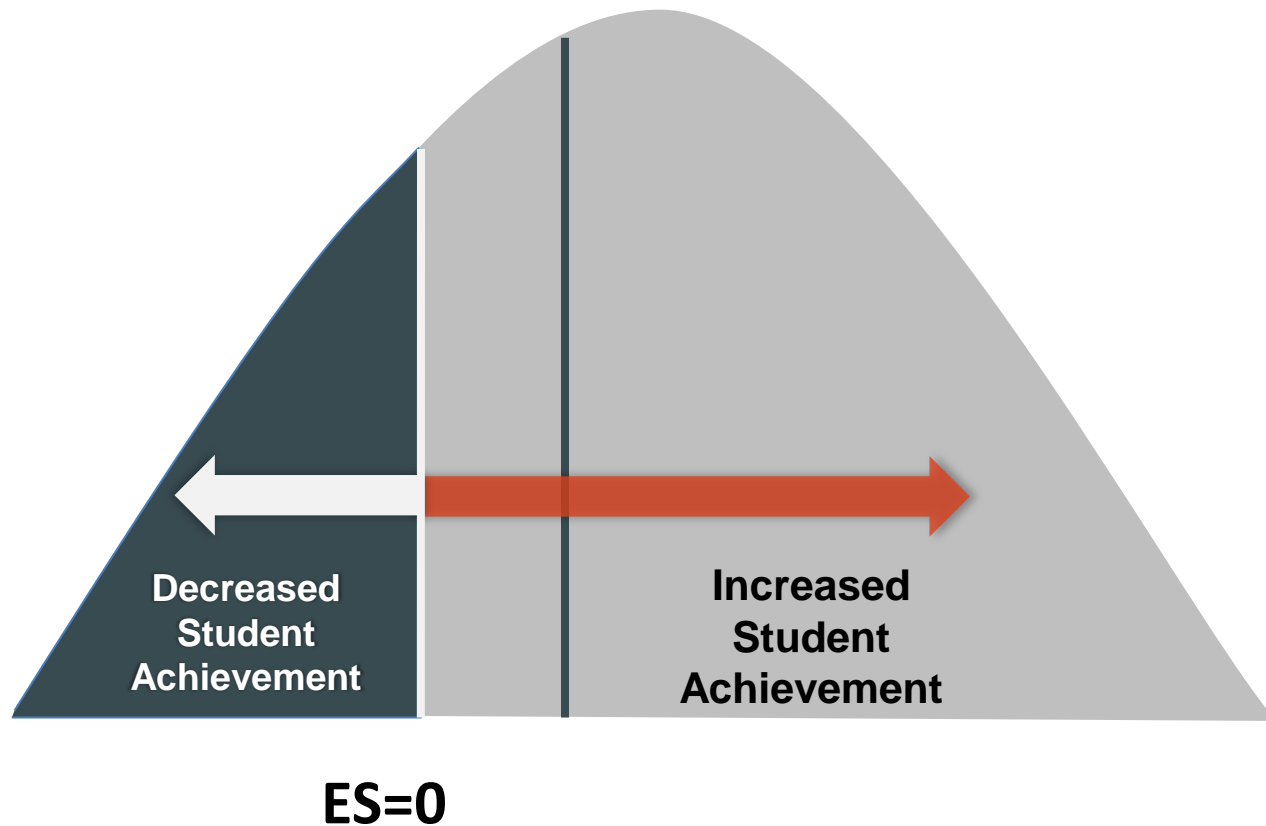 Decreased
Student
Achievement
Increased
Student
Achievement
ES=0